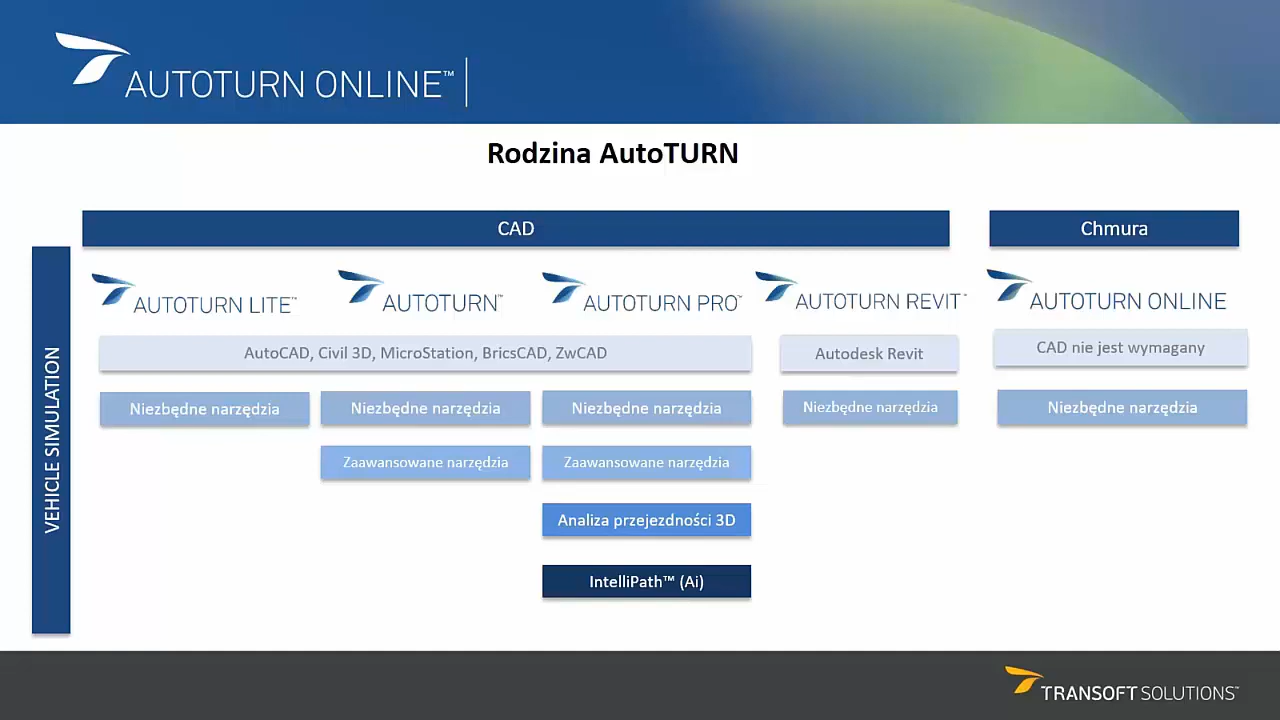 AUTOTURN ONLINE™
Rodzina AutoTURN
CAD
Chmura
VEHICLE SIMULATION
AUTOTURN LITE™
AUTOTURN™
AUTOTURN PRO™
AUTOTURN REVIT™
AUTOTURN ONLINE
AutoCAD, Civil 3D, MicroStation, BricsCAD, ZwCAD
Autodesk Revit
CAD nie jest wymagany
Niezbędne narzędzia
Niezbędne narzędzia
Niezbędne narzędzia
Niezbędne narzędzia
Niezbędne narzędzia
Zaawansowane narzędzia
Zaawansowane narzędzia
Analiza przejezdności 3D
IntelliPath™ (Ai)
TRANSOFT SOLUTIONS™